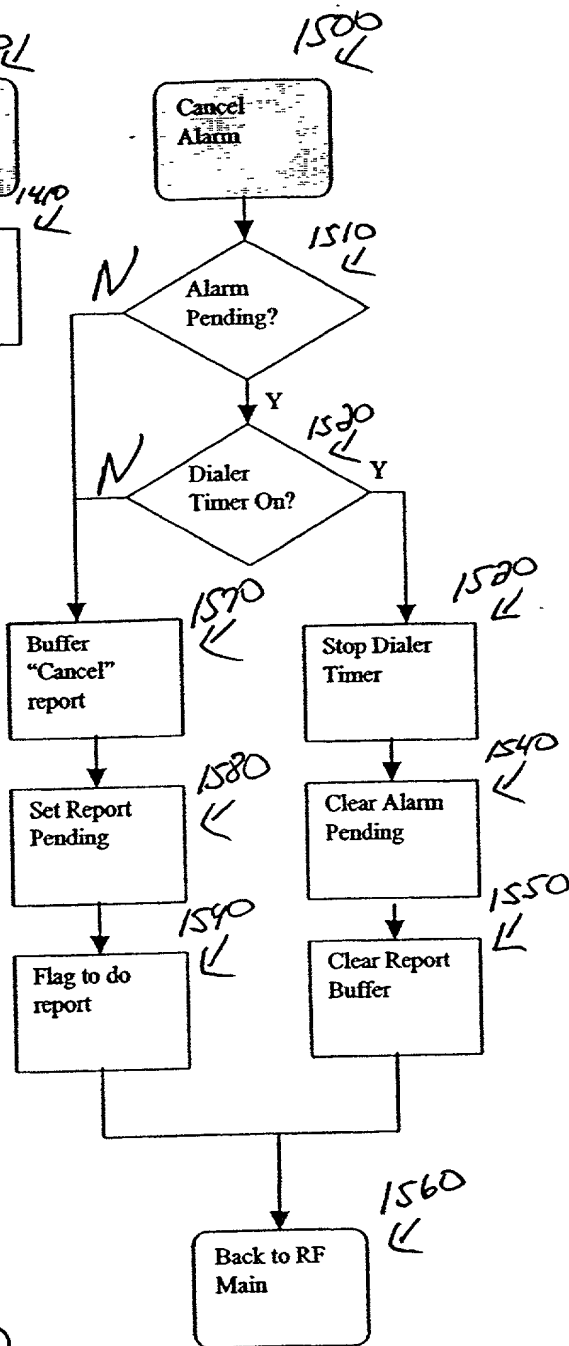 1500
Cancel
Alarm
1410
1510
N
Alarm
Pending?
Y
1520
N
Dialer
Timer On?
Y
1570
Buffer
“Cancel”
report
1520
Stop Dialer
Timer
1580
Set Report
Pending
1540
Clear Alarm
Pending
1540
Flag to do
report
1550
Clear Report
Buffer
1560
Back to RF
Main